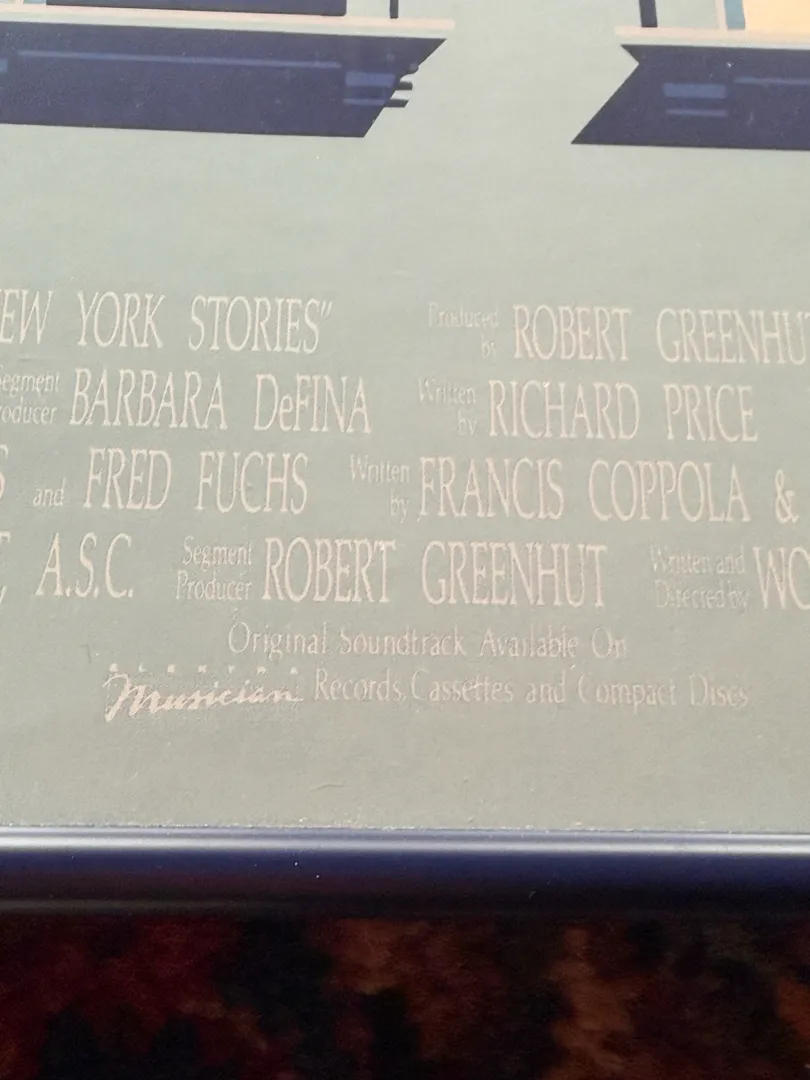 EW YORK STORIES" Produced by ROBERT GREENHUT
Segment Producer BARBARA DeFINA Written by RICHARD PRICE
S and FRED FUCHS Written by FRANCIS COPPOLA &
A.S.C. Segment Producer ROBERT GREENHUT Written and Directed by WO
Original Soundtrack Available On
ELEKTRA
Musician Records, Cassettes and Compact Discs